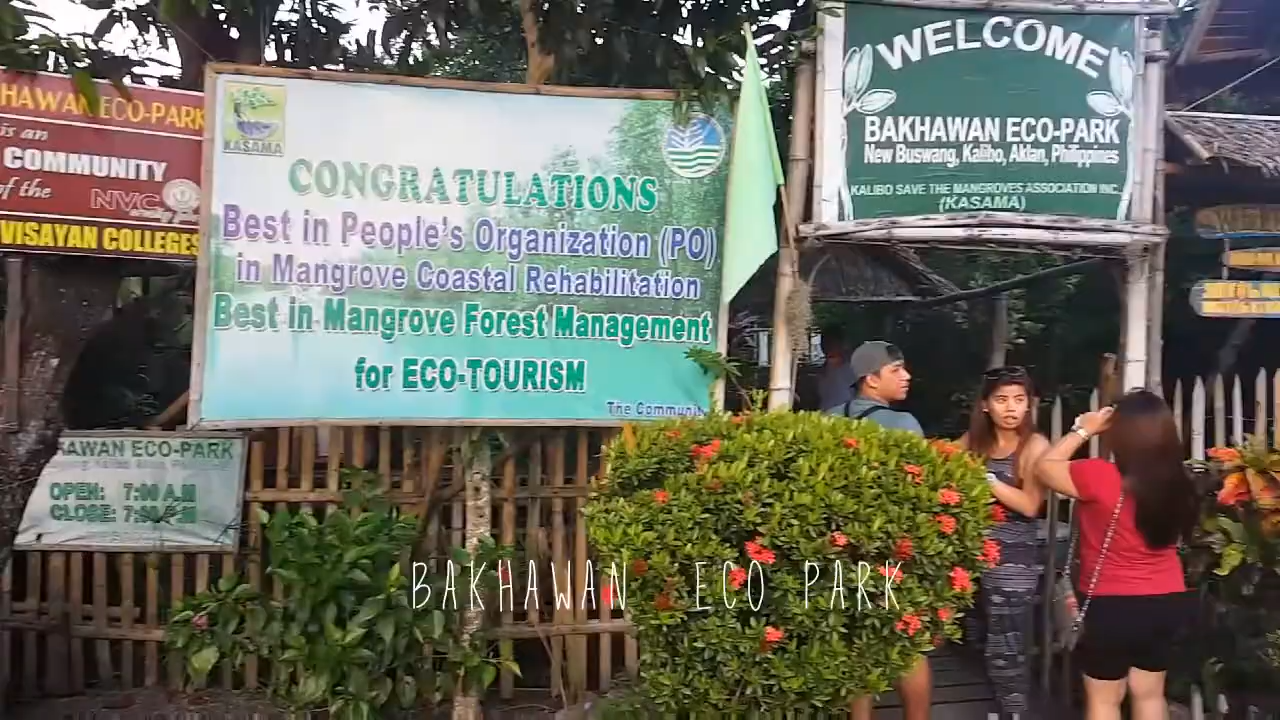 HAWAN ECO-PARK
is an
COMMUNITY
of the
NVC
VISAYAN COLLEGES
KASAMA
CONGRATULATIONS
Best in People's Organization (PO)
in Mangrove Coastal Rehabilitation
Best in Mangrove Forest Management
for ECO-TOURISM
The Communit
WELCOME
BAKHAWAN ECO-PARK
New Buswang, Kalibo, Aklan, Philippines
KALIBO SAVE THE MANGROVES ASSOCIATION INC.
(KASAMA)
AWAN ECO-PARK
OPEN: 7:00 A.M
CLOSE: 7:00 P.M
BAKHAWAN ECO PARK